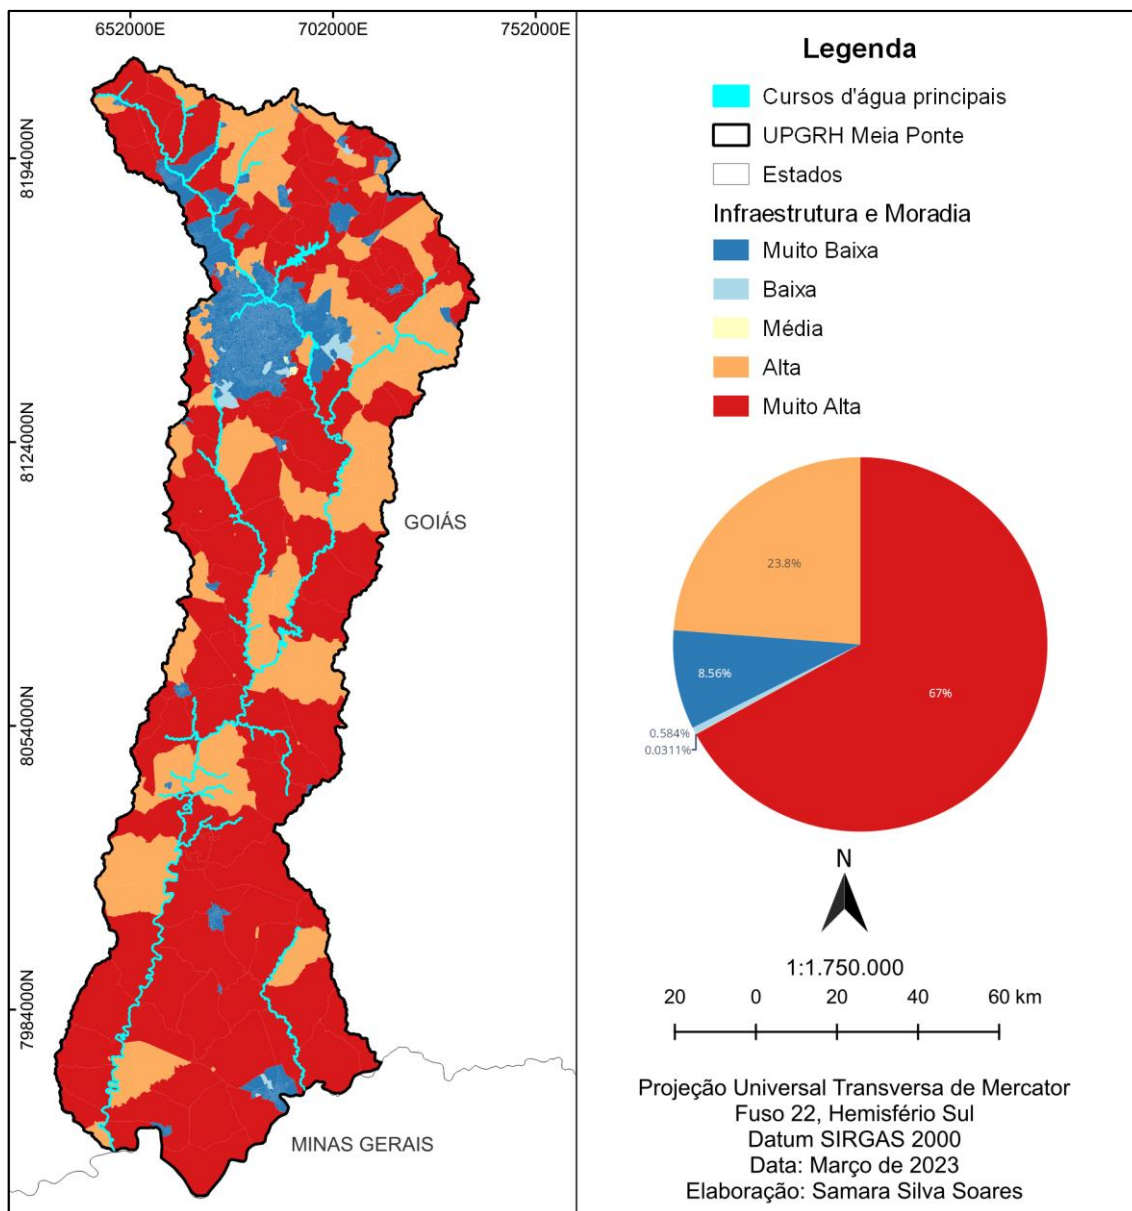 652000E
702000E
752000E
8194000N
8124000N
8054000N
7984000N
GOIÁS
MINAS GERAIS
Legenda
Cursos d'água principais
UPGRH Meia Ponte
Estados
Infraestrutura e Moradia
Muito Baixa
Baixa
Média
Alta
Muito Alta
23.8%
8.56%
67%
0.584%
0.0311%
N
1:1.750.000
20 0 20 40 60 km
Projeção Universal Transversa de Mercator
Fuso 22, Hemisfério Sul
Datum SIRGAS 2000
Data: Março de 2023
Elaboração: Samara Silva Soares